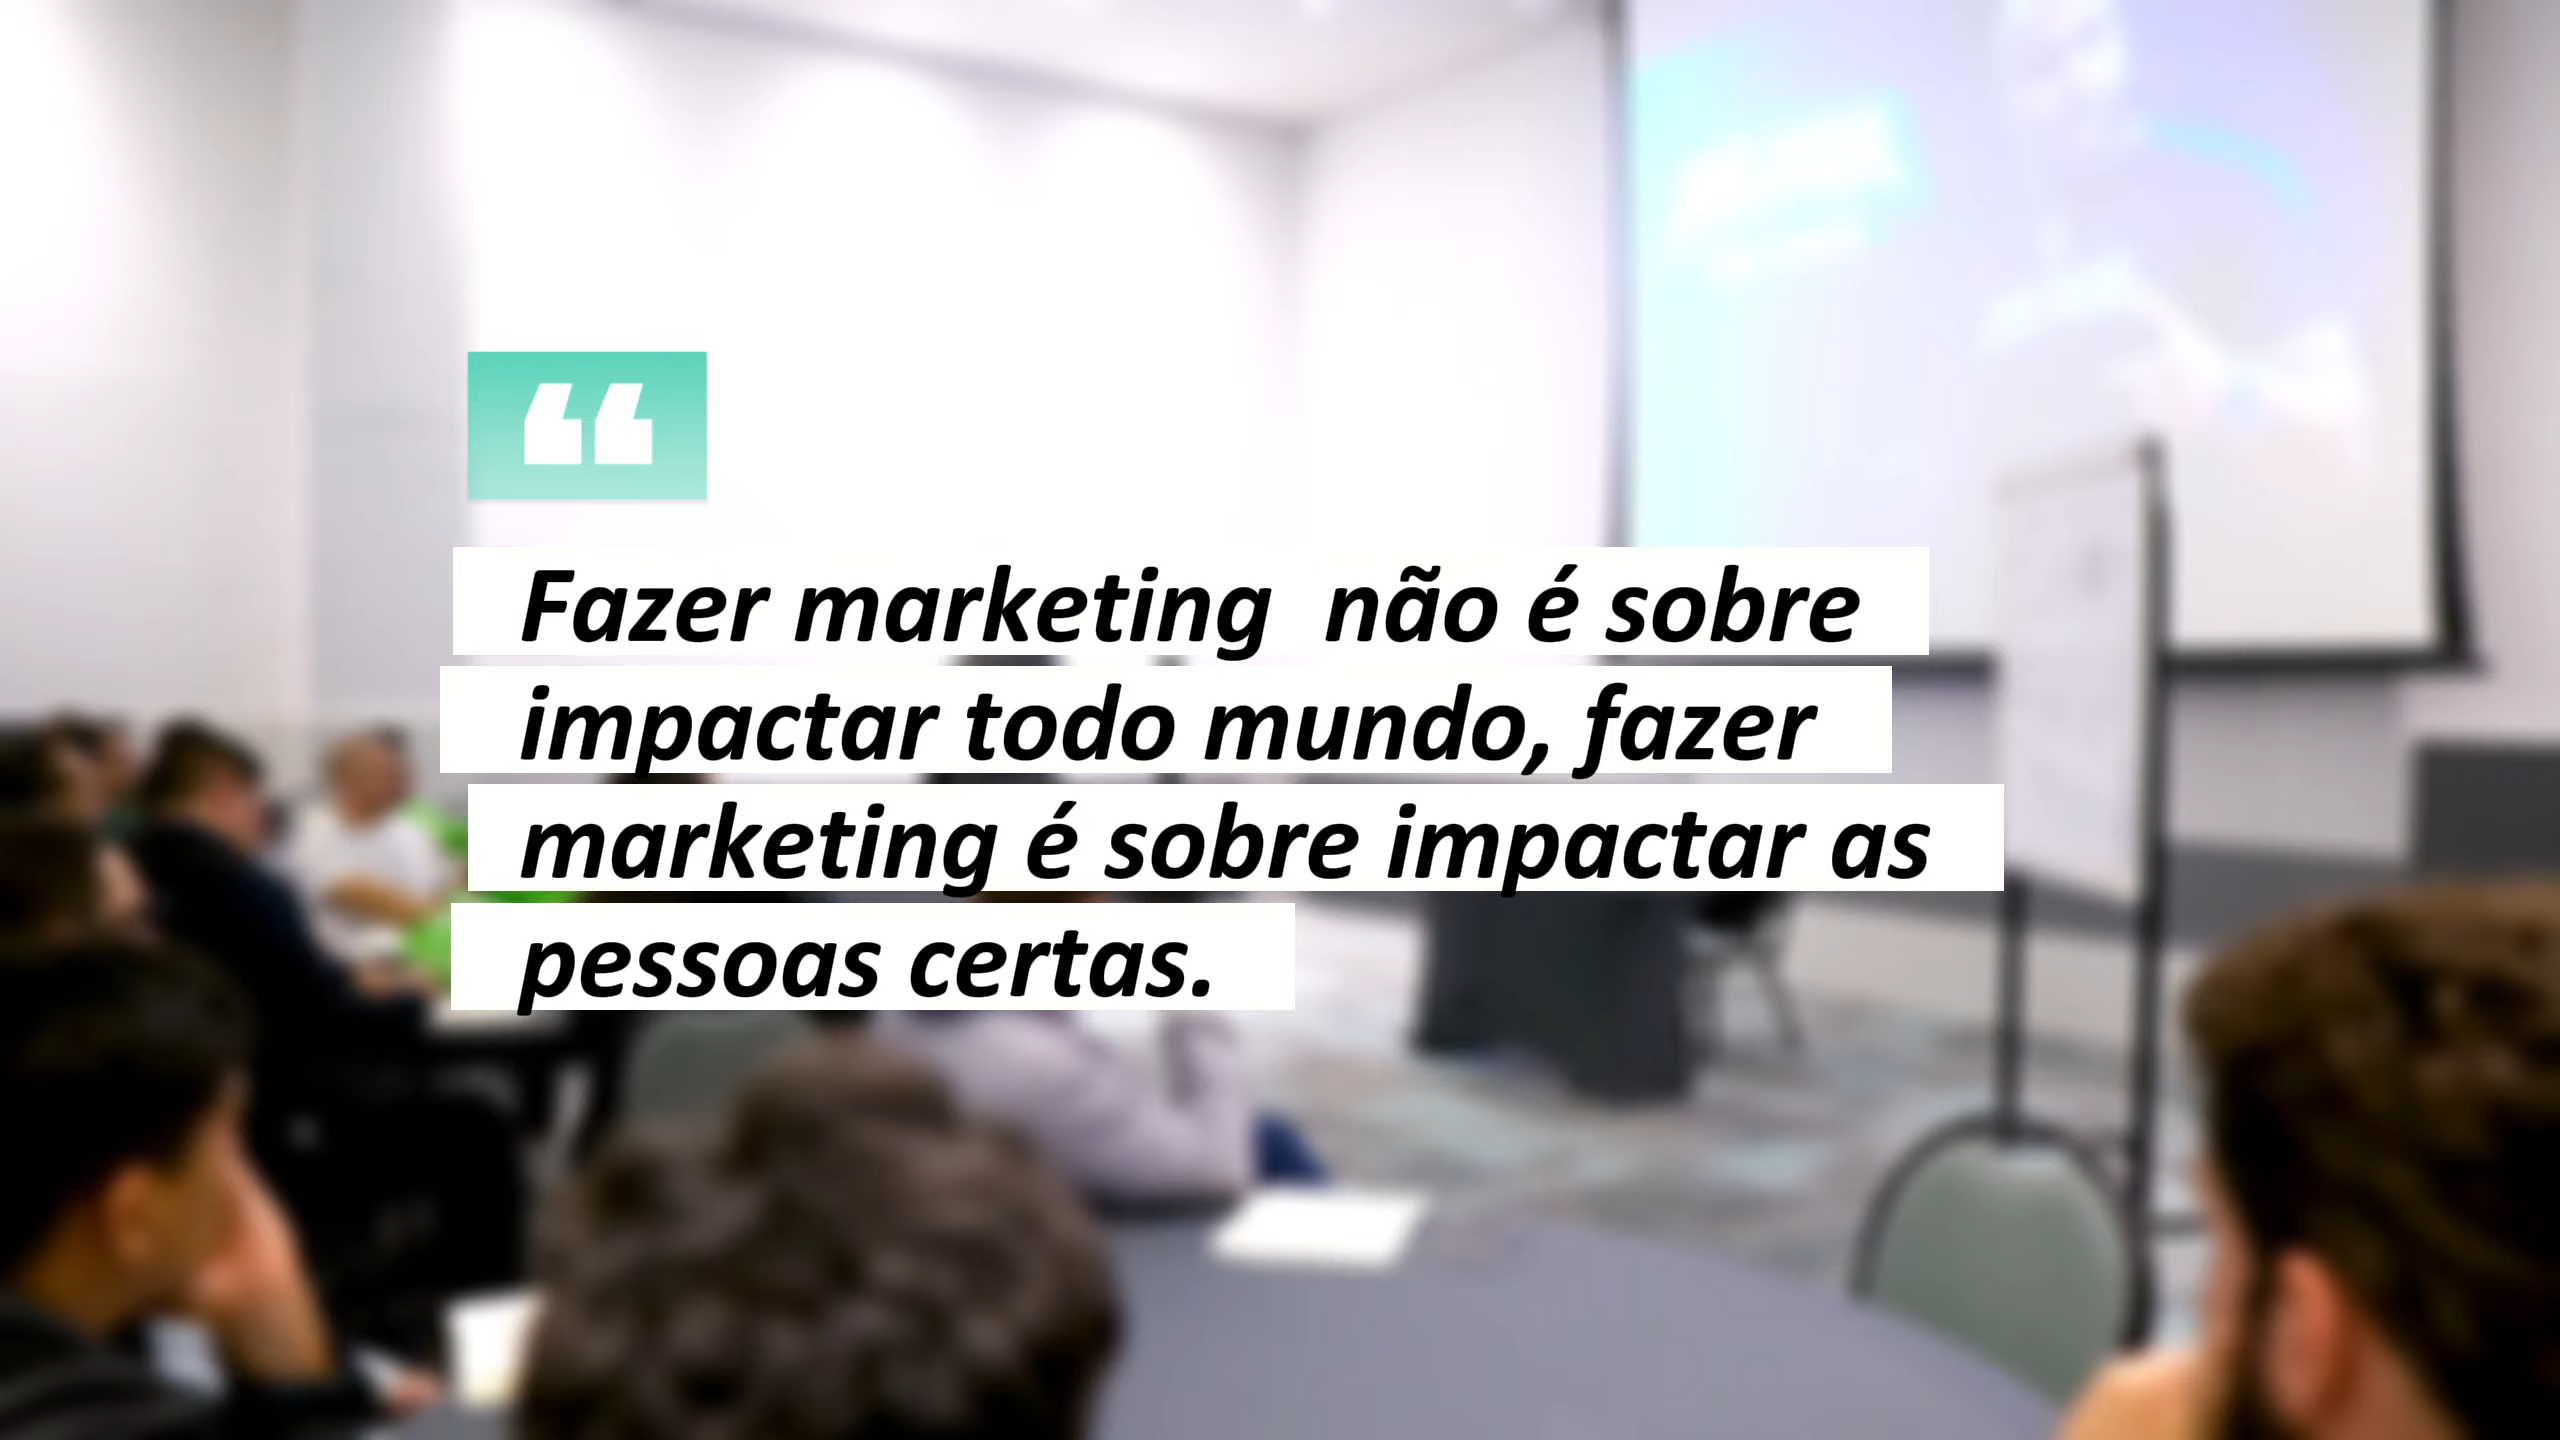 “
Fazer marketing  não é sobre
impactar todo mundo, fazer
marketing é sobre impactar as
pessoas certas.